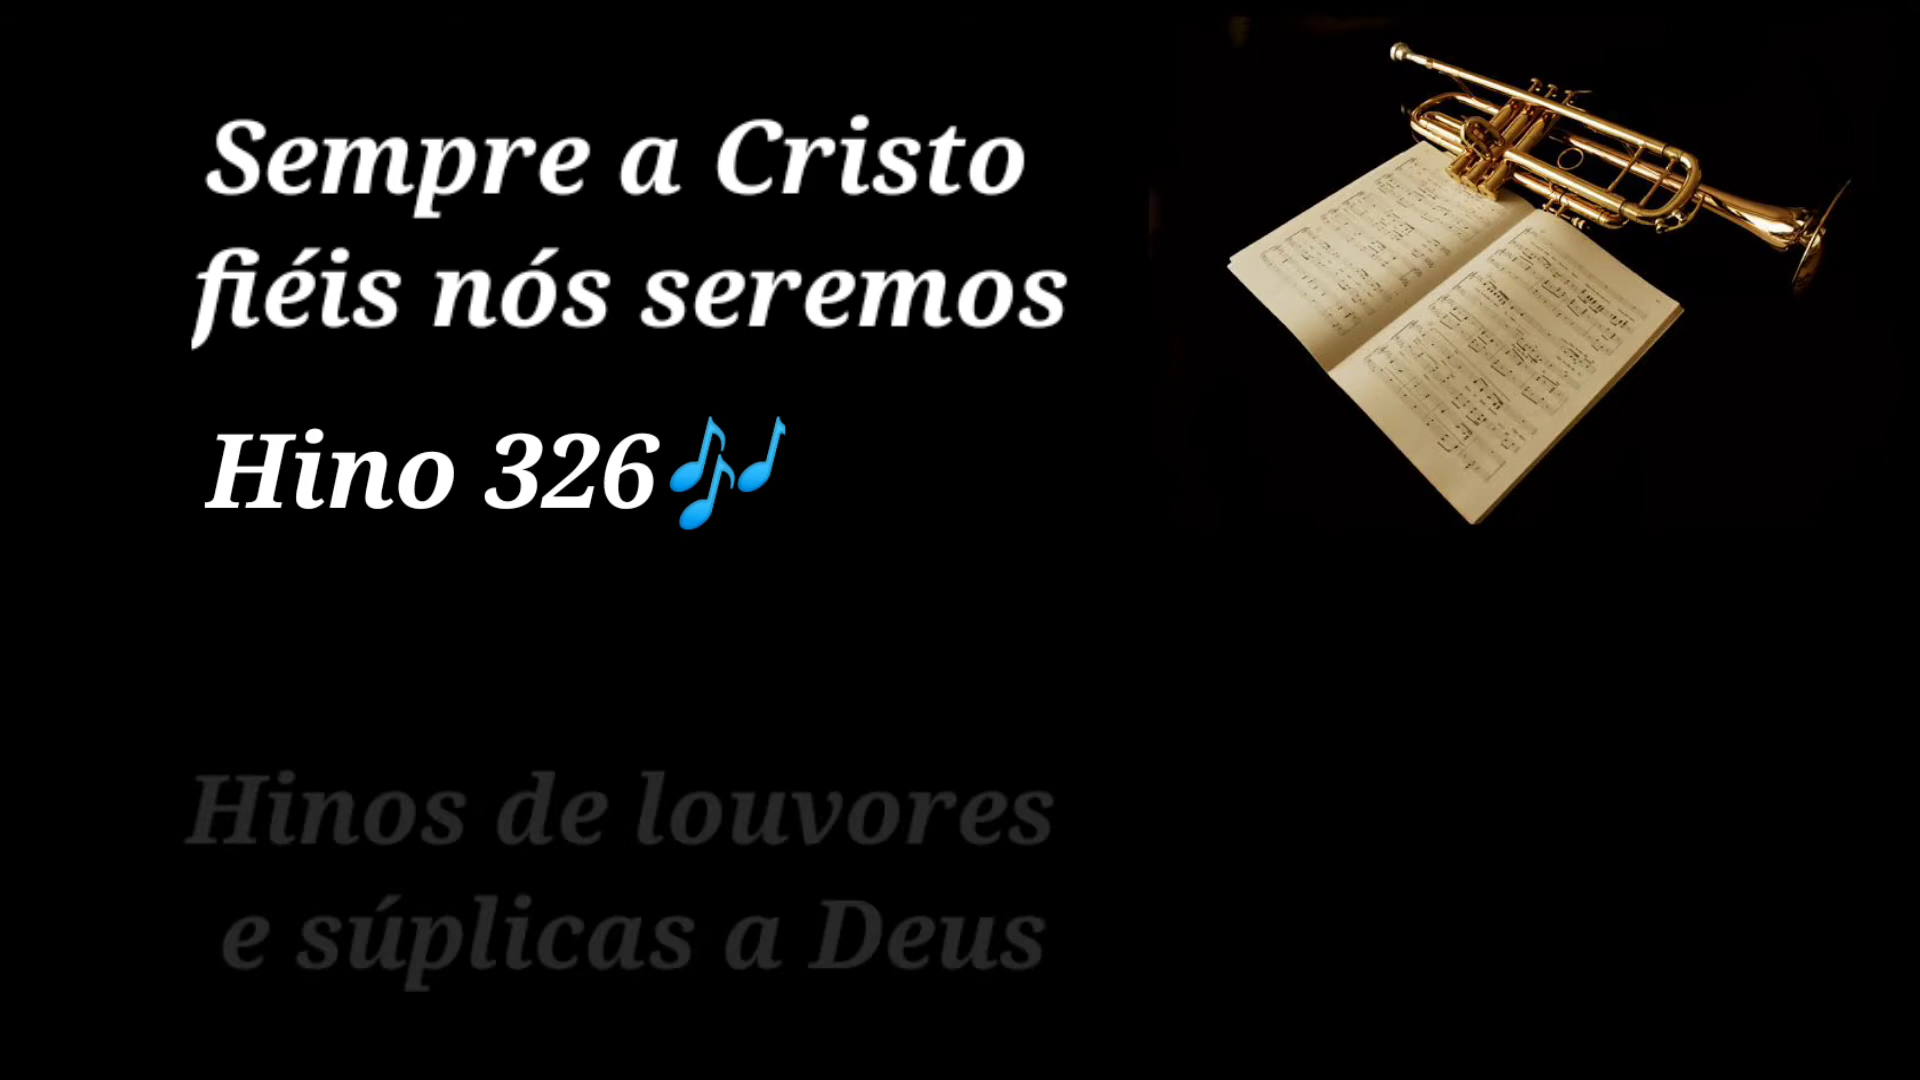 Sempre a Cristo
fiéis nós seremos
Hino 326🎶
Hinos de louvores
e súplicas a Deus